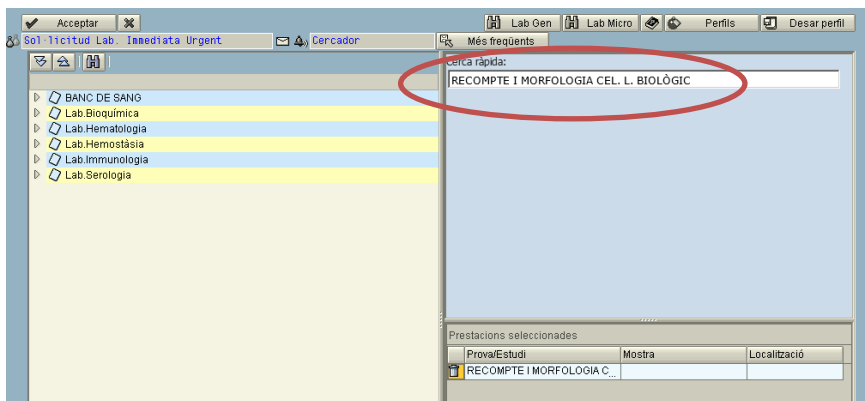 Acceptar Lab Gen Lab Micro Perfils Desar perfil
Sol·licitud Lab. Immediata Urgent Cercador Més freqüents
Cerca ràpida:
RECOMPTE I MORFOLOGIA CEL. L. BIOLÒGIC
BANC DE SANG
Lab.Bioquímica
Lab.Hematologia
Lab.Hemostàsia
Lab.Immunologia
Lab.Serologia
Prestacions seleccionades
Prova/Estudi Mostra Localització
RECOMPTE I MORFOLOGIA C...